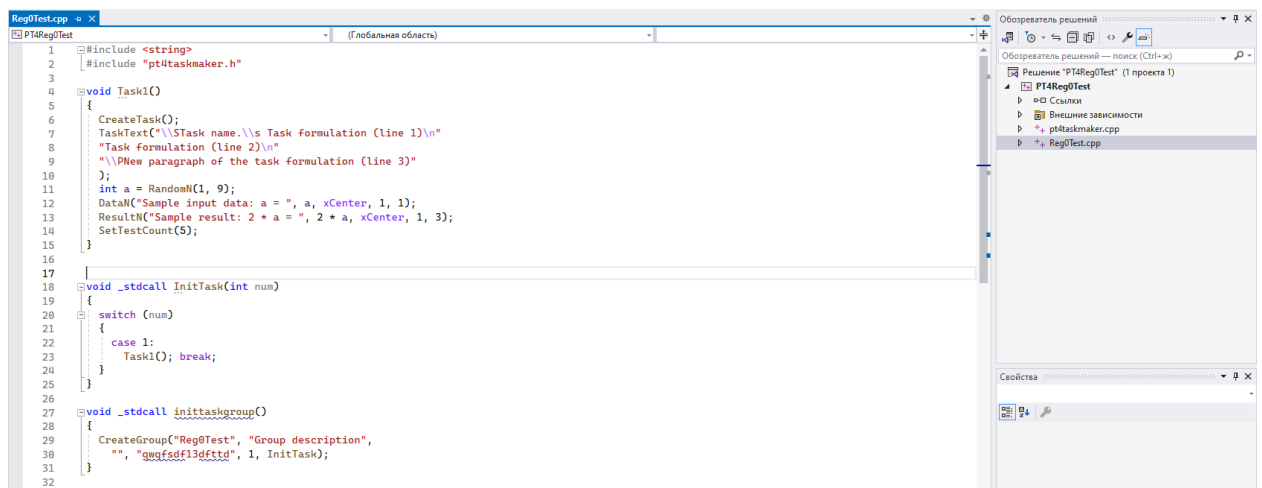 Reg0Test.cpp
PT4Reg0Test
(Глобальная область)
1 #include <string>
2 #include "pt4taskmaker.h"
3
4 void Task1()
5 {
6 CreateTask();
7 TaskText("\\STask name.\\s Task formulation (line 1)\n"
8 "Task formulation (line 2)\n"
9 "\\PNew paragraph of the task formulation (line 3)"
10 );
11 int a = RandomN(1, 9);
12 DataN("Sample input data: a = ", a, xCenter, 1, 1);
13 ResultN("Sample result: 2 * a = ", 2 * a, xCenter, 1, 3);
14 SetTestCount(5);
15 }
16
17
18 void _stdcall InitTask(int num)
19 {
20 switch (num)
21 {
22 case 1:
23 Task1(); break;
24 }
25 }
26
27 void _stdcall inittaskgroup()
28 {
29 CreateGroup("Reg0Test", "Group description",
30 "", "qwqfsdf13dfttd", 1, InitTask);
31 }
32
Обозреватель решений
Обозреватель решений — поиск (Ctrl+ж)
Решение "PT4Reg0Test" (1 проекта 1)
PT4Reg0Test
Ссылки
Внешние зависимости
pt4taskmaker.cpp
Reg0Test.cpp
Свойства